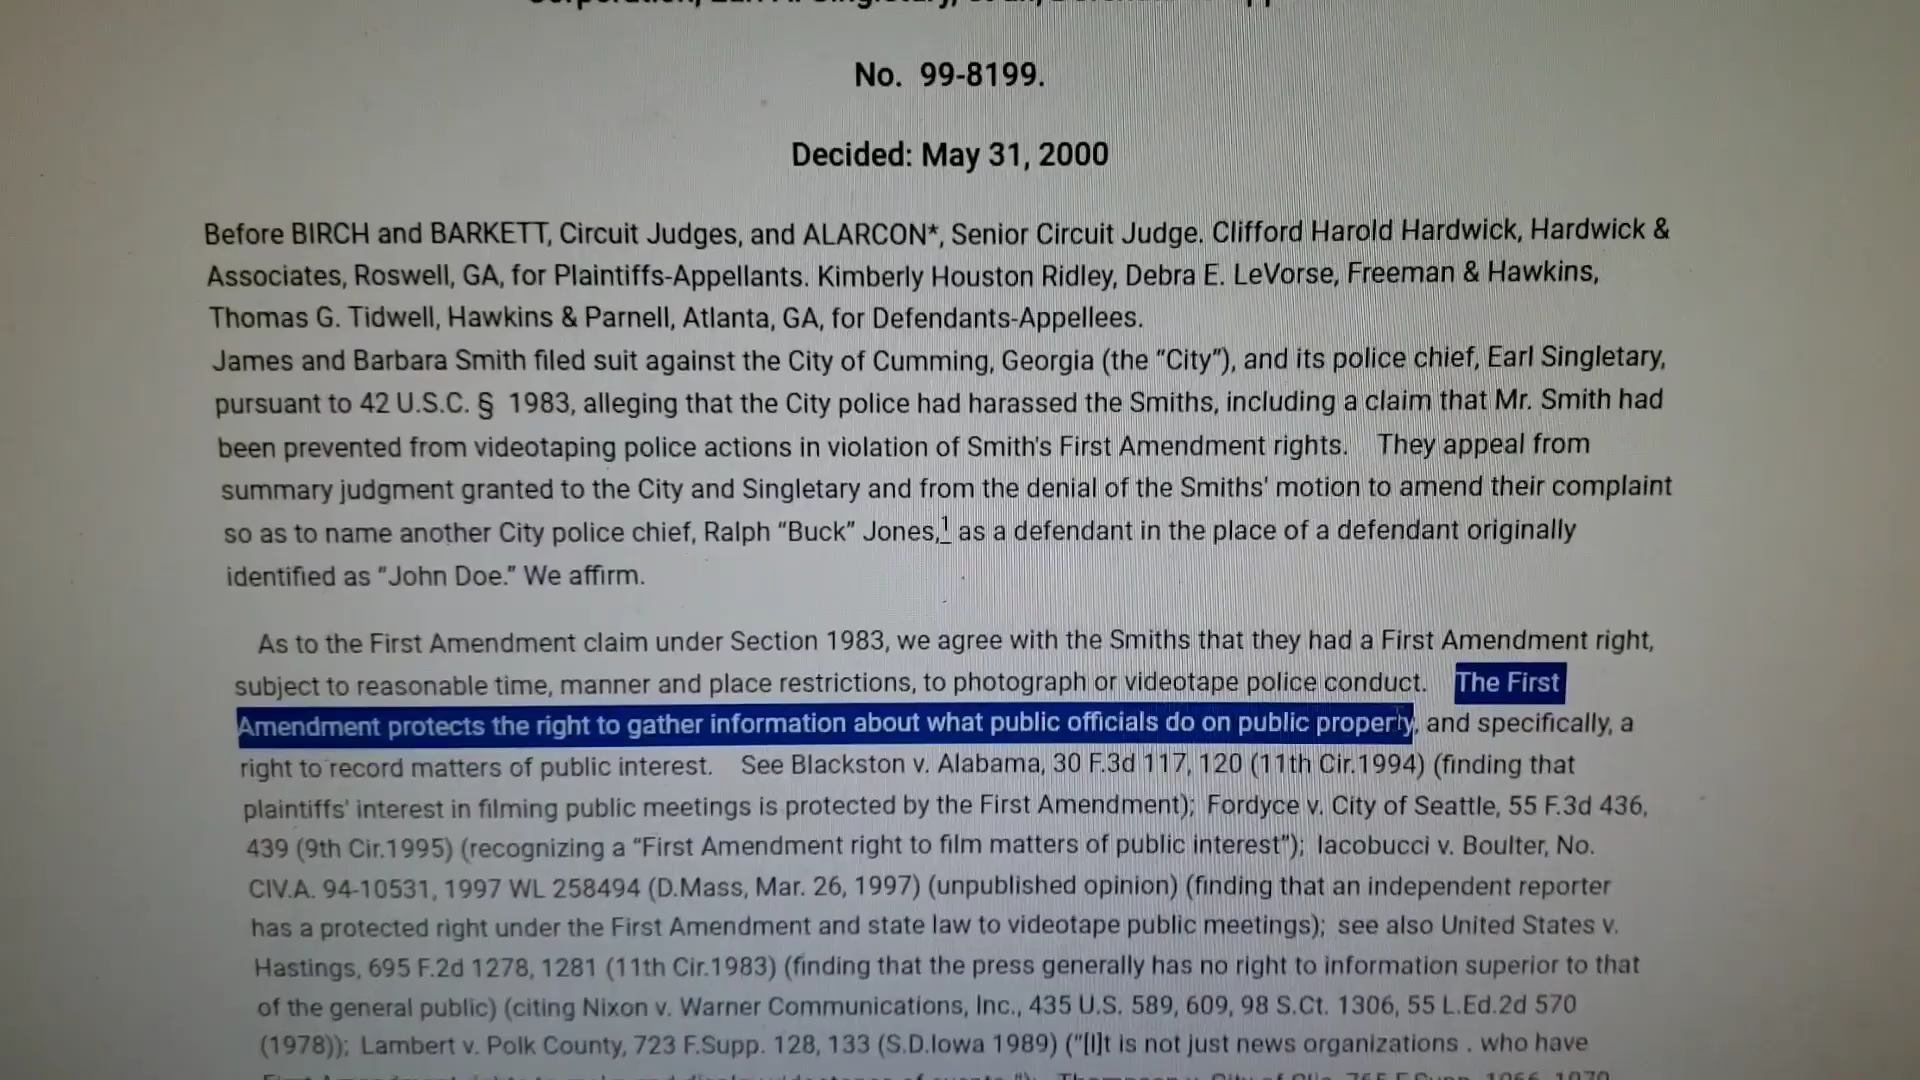 No. 99-8199.
Decided: May 31, 2000
Before BIRCH and BARKETT, Circuit Judges, and ALARCON*, Senior Circuit Judge. Clifford Harold Hardwick, Hardwick &
Associates, Roswell, GA, for Plaintiffs-Appellants. Kimberly Houston Ridley, Debra E. LeVorse, Freeman & Hawkins,
Thomas G. Tidwell, Hawkins & Parnell, Atlanta, GA, for Defendants-Appellees.
James and Barbara Smith filed suit against the City of Cumming, Georgia (the “City”), and its police chief, Earl Singletary,
pursuant to 42 U.S.C. § 1983, alleging that the City police had harassed the Smiths, including a claim that Mr. Smith had
been prevented from videotaping police actions in violation of Smith's First Amendment rights. They appeal from
summary judgment granted to the City and Singletary and from the denial of the Smiths' motion to amend their complaint
so as to name another City police chief, Ralph “Buck” Jones,1 as a defendant in the place of a defendant originally
identified as “John Doe.” We affirm.
As to the First Amendment claim under Section 1983, we agree with the Smiths that they had a First Amendment right,
subject to reasonable time, manner and place restrictions, to photograph or videotape police conduct. The First
Amendment protects the right to gather information about what public officials do on public property, and specifically, a
right to record matters of public interest. See Blackston v. Alabama, 30 F.3d 117, 120 (11th Cir.1994) (finding that
plaintiffs' interest in filming public meetings is protected by the First Amendment); Fordyce v. City of Seattle, 55 F.3d 436,
439 (9th Cir.1995) (recognizing a “First Amendment right to film matters of public interest”); Iacobucci v. Boulter, No.
CIV.A. 94-10531, 1997 WL 258494 (D.Mass, Mar. 26, 1997) (unpublished opinion) (finding that an independent reporter
has a protected right under the First Amendment and state law to videotape public meetings); see also United States v.
Hastings, 695 F.2d 1278, 1281 (11th Cir.1983) (finding that the press generally has no right to information superior to that
of the general public) (citing Nixon v. Warner Communications, Inc., 435 U.S. 589, 609, 98 S.Ct. 1306, 55 L.Ed.2d 570
(1978)); Lambert v. Polk County, 723 F.Supp. 128, 133 (S.D.Iowa 1989) (“[I]t is not just news organizations . who have